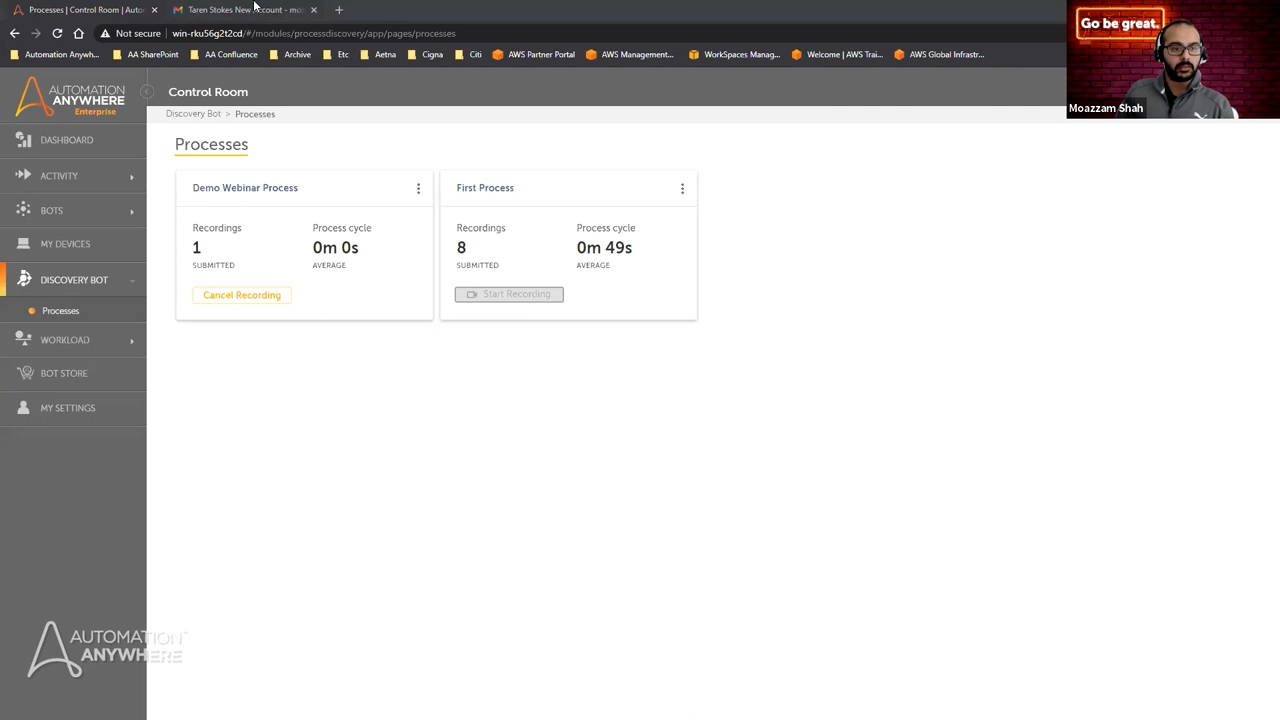 Processes | Control Room | Auto
Taren Stokes New Account - mo
Not secure | win-rku56q2t2cd/#/modules/processdiscovery/app/pages/processes
Automation Anywh...
AA SharePoint
AA Confluence
Archive
Etc
Aetna
Cigna
Citi
AWS Power Portal
AWS Management...
WorkSpaces Manag...
Welcome | AWS Trai...
AWS Global Infrastr...
Go be great.
Moazzam Shah
AUTOMATION
ANYWHERE
Enterprise
Control Room
Discovery Bot > Processes
Processes
DASHBOARD
ACTIVITY
BOTS
MY DEVICES
DISCOVERY BOT
Processes
WORKLOAD
BOT STORE
MY SETTINGS
Demo Webinar Process
Recordings
Process cycle
1
0m 0s
SUBMITTED
AVERAGE
Cancel Recording
First Process
Recordings
Process cycle
8
0m 49s
SUBMITTED
AVERAGE
Start Recording
AUTOMATION
ANYWHERE